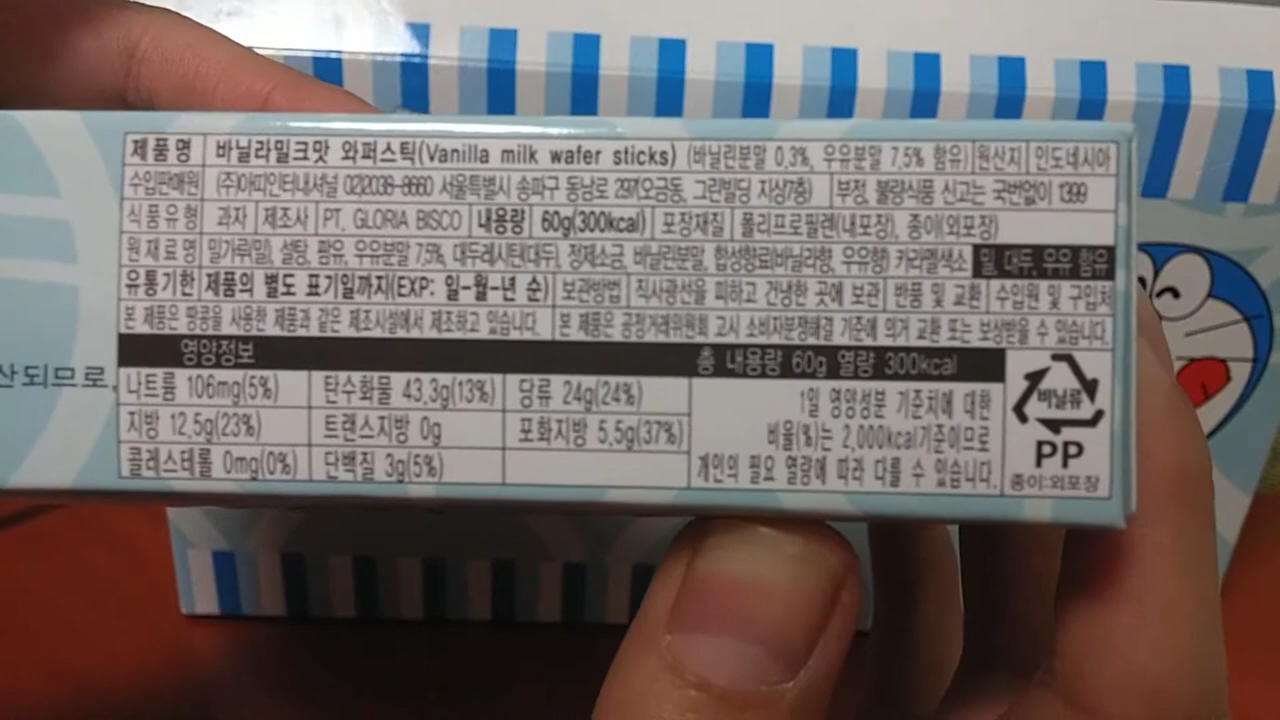 제품명 바닐라밀크맛 와퍼스틱(Vanilla milk wafer sticks) (바닐린분말 0.3%, 우유분말 7.5% 함유) 원산지 인도네시아
수입판매원 (주)아띠인터내셔널 02)2038-8660 서울특별시 송파구 동남로 297(오금동, 그린빌딩 지상7층) 부정, 불량식품 신고는 국번없이 1399
식품유형 과자 제조사 PT. GLORIA BISCO 내용량 60g(300kcal) 포장재질 폴리프로필렌(내포장), 종이(외포장)
원재료명 밀가루(밀), 설탕, 팜유, 우유분말 7.5%, 대두레시틴(대두), 정제소금, 바닐린분말, 합성향료(바닐라향, 우유향) 카라멜색소 밀, 대두, 우유 함유
유통기한 제품의 별도 표기일까지(EXP: 일-월-년 순) 보관방법 직사광선을 피하고 건냉한 곳에 보관 반품 및 교환 수입원 및 구입처
본 제품은 땅콩을 사용한 제품과 같은 제조시설에서 제조하고 있습니다. 본 제품은 공정거래위원회 고시 소비자분쟁해결 기준에 의거 교환 또는 보상받을 수 있습니다.
영양정보 총 내용량 60g 열량 300kcal
산되므로,
나트륨 106mg(5%) 탄수화물 43.3g(13%) 당류 24g(24%)
지방 12.5g(23%) 트랜스지방 0g 포화지방 5.5g(37%)
콜레스테롤 0mg(0%) 단백질 3g(5%)
1일 영양성분 기준치에 대한
비율(%)는 2,000kcal기준이므로
개인의 필요 열량에 따라 다를 수 있습니다.
비닐류
PP
종이:외포장